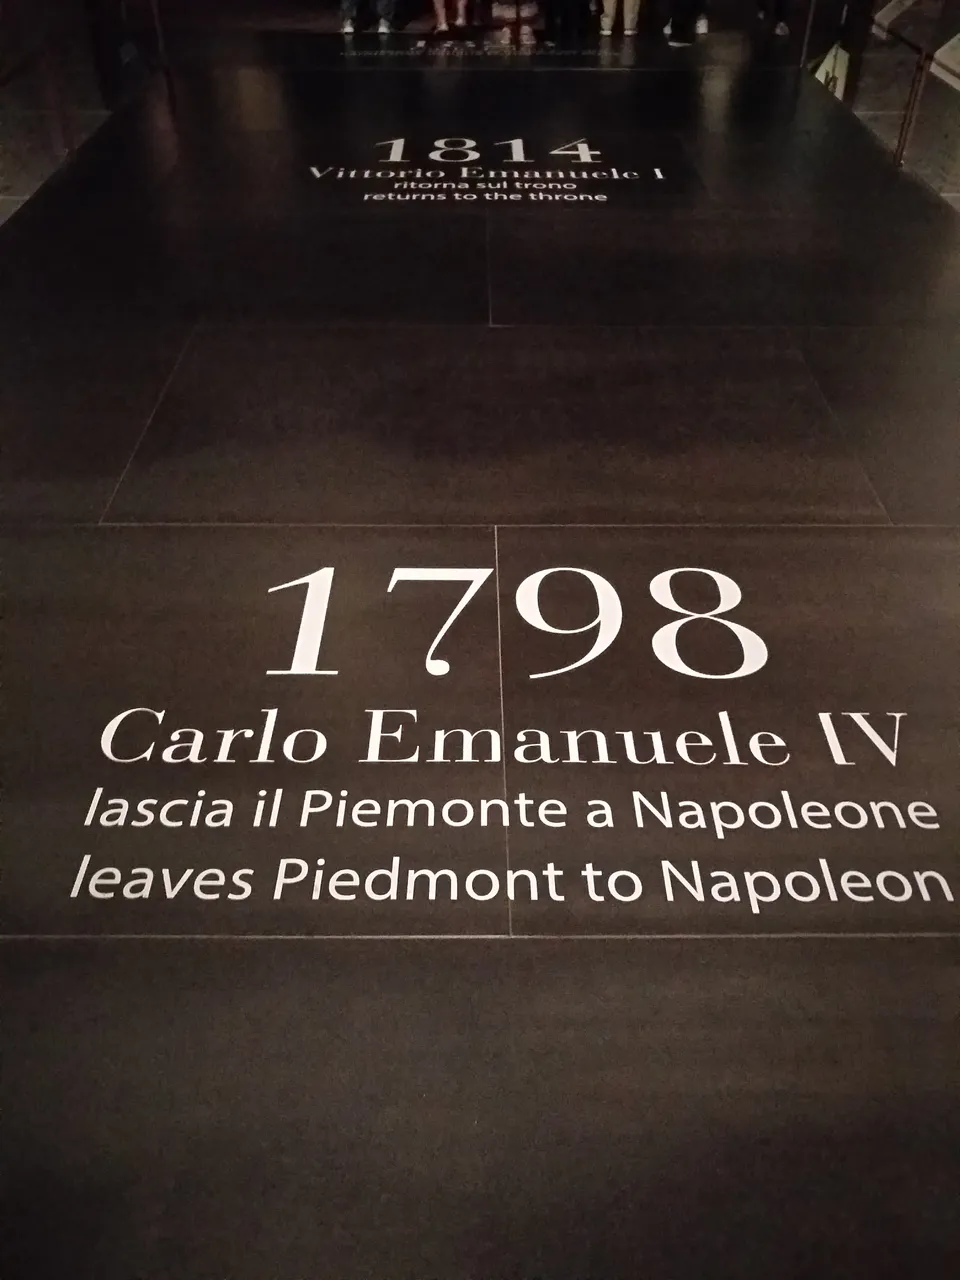 1814
Vittorio Emanuele I
ritorna sul trono
returns to the throne
1798
Carlo Emanuele IV
lascia il Piemonte a Napoleone
leaves Piedmont to Napoleon